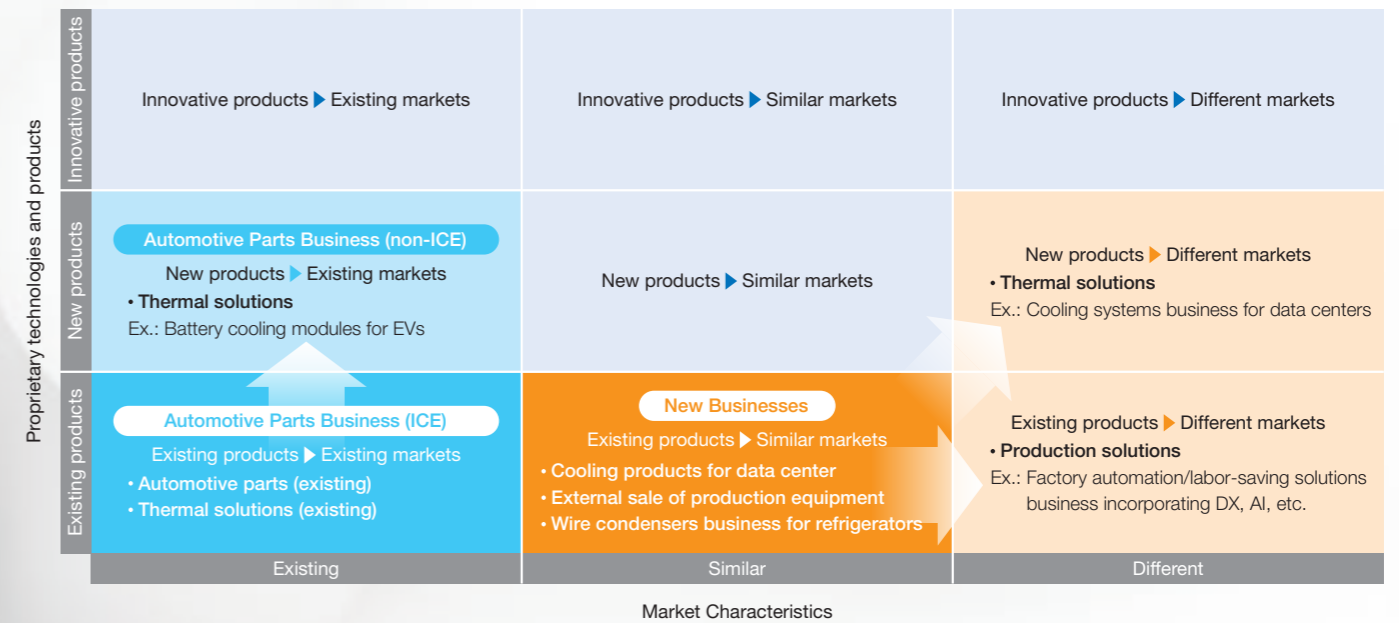 Proprietary technologies and products
Innovative products
Innovative products ▶ Existing markets
Innovative products ▶ Similar markets
Innovative products ▶ Different markets
New products
Automotive Parts Business (non-ICE)
New products ▶ Existing markets
• Thermal solutions
Ex.: Battery cooling modules for EVs
New products ▶ Similar markets
New products ▶ Different markets
• Thermal solutions
Ex.: Cooling systems business for data centers
Existing products
Automotive Parts Business (ICE)
Existing products ▶ Existing markets
• Automotive parts (existing)
• Thermal solutions (existing)
New Businesses
Existing products ▶ Similar markets
• Cooling products for data center
• External sale of production equipment
• Wire condensers business for refrigerators
Existing products ▶ Different markets
• Production solutions
Ex.: Factory automation/labor-saving solutions
business incorporating DX, AI, etc.
Existing
Similar
Different
Market Characteristics